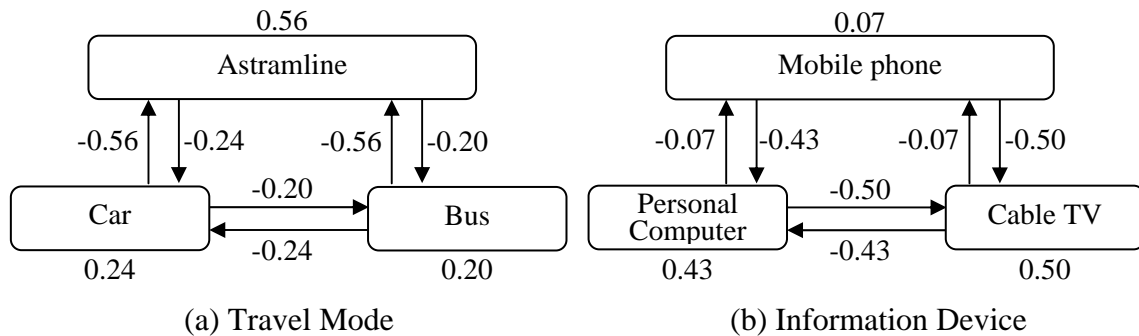 0.56
Astramline
-0.56
-0.24
-0.56
-0.20
Car
-0.20
Bus
-0.24
0.24
0.20
(a) Travel Mode
0.07
Mobile phone
-0.07
-0.43
-0.07
-0.50
Personal
Computer
-0.50
Cable TV
-0.43
0.43
0.50
(b) Information Device